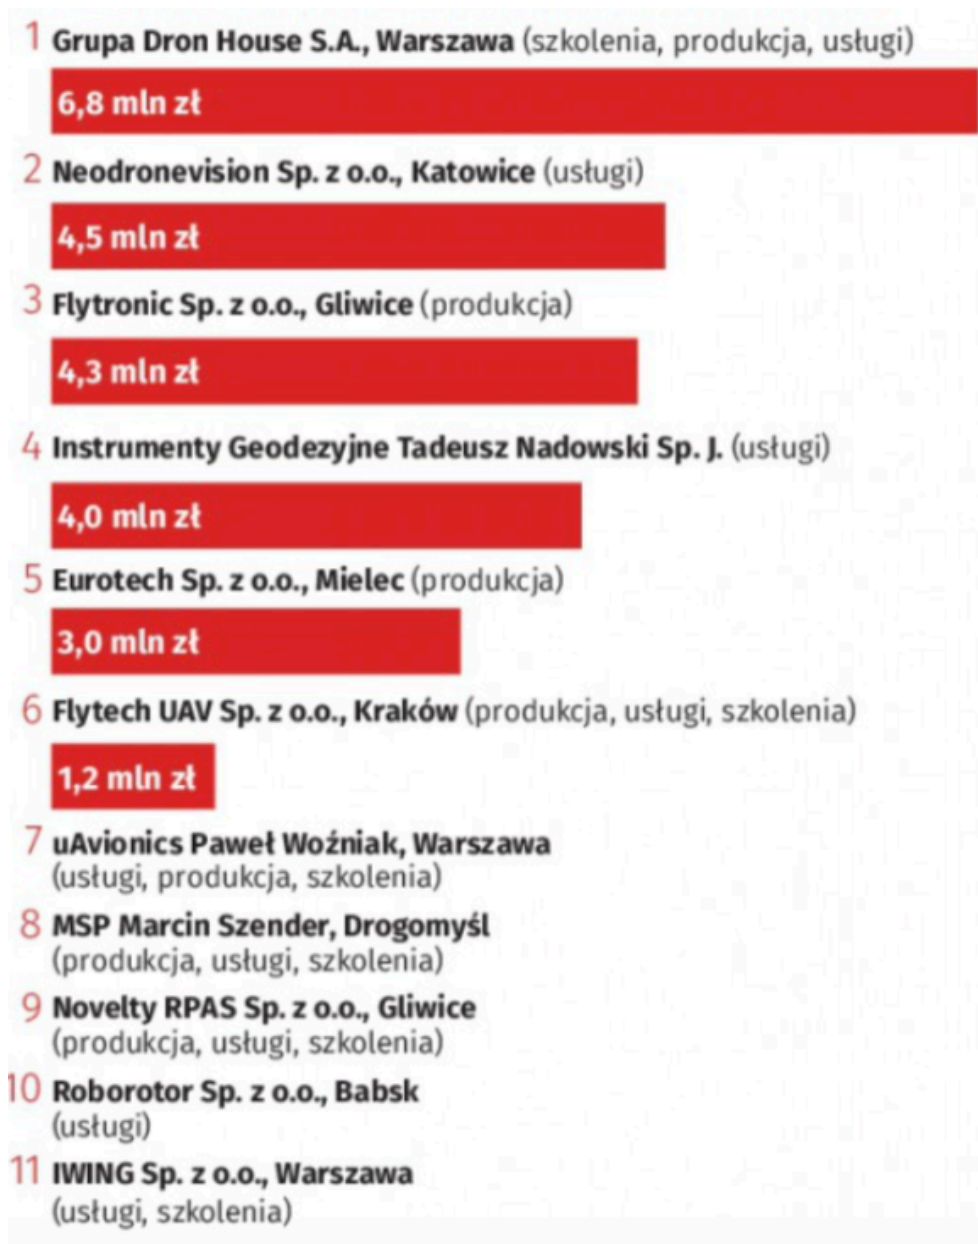 1 Grupa Dron House S.A., Warszawa (szkolenia, produkcja, usługi)
6,8 mln zł
2 Neodronevision Sp. z o.o., Katowice (usługi)
4,5 mln zł
3 Flytronic Sp. z o.o., Gliwice (produkcja)
4,3 mln zł
4 Instrumenty Geodezyjne Tadeusz Nadowski Sp. J. (usługi)
4,0 mln zł
5 Eurotech Sp. z o.o., Mielec (produkcja)
3,0 mln zł
6 Flytech UAV Sp. z o.o., Kraków (produkcja, usługi, szkolenia)
1,2 mln zł
7 uAvionics Paweł Woźniak, Warszawa
(usługi, produkcja, szkolenia)
8 MSP Marcin Szender, Drogomyśl
(produkcja, usługi, szkolenia)
9 Novelty RPAS Sp. z o.o., Gliwice
(produkcja, usługi, szkolenia)
10 Roborotor Sp. z o.o., Babsk
(usługi)
11 IWING Sp. z o.o., Warszawa
(usługi, szkolenia)